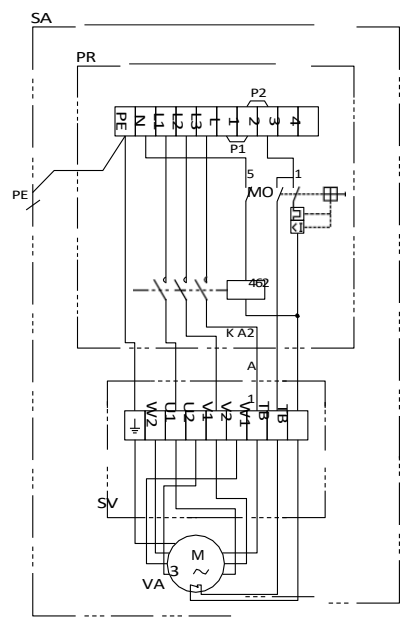 SA
PR
P2
PE N L1 L2 L3 L 1 2 3 4
P1
PE
5 MO 1
462
K A2
A
1
W2 U1 U2 V1 V2 W1 TB TB
SV
M
3
VA